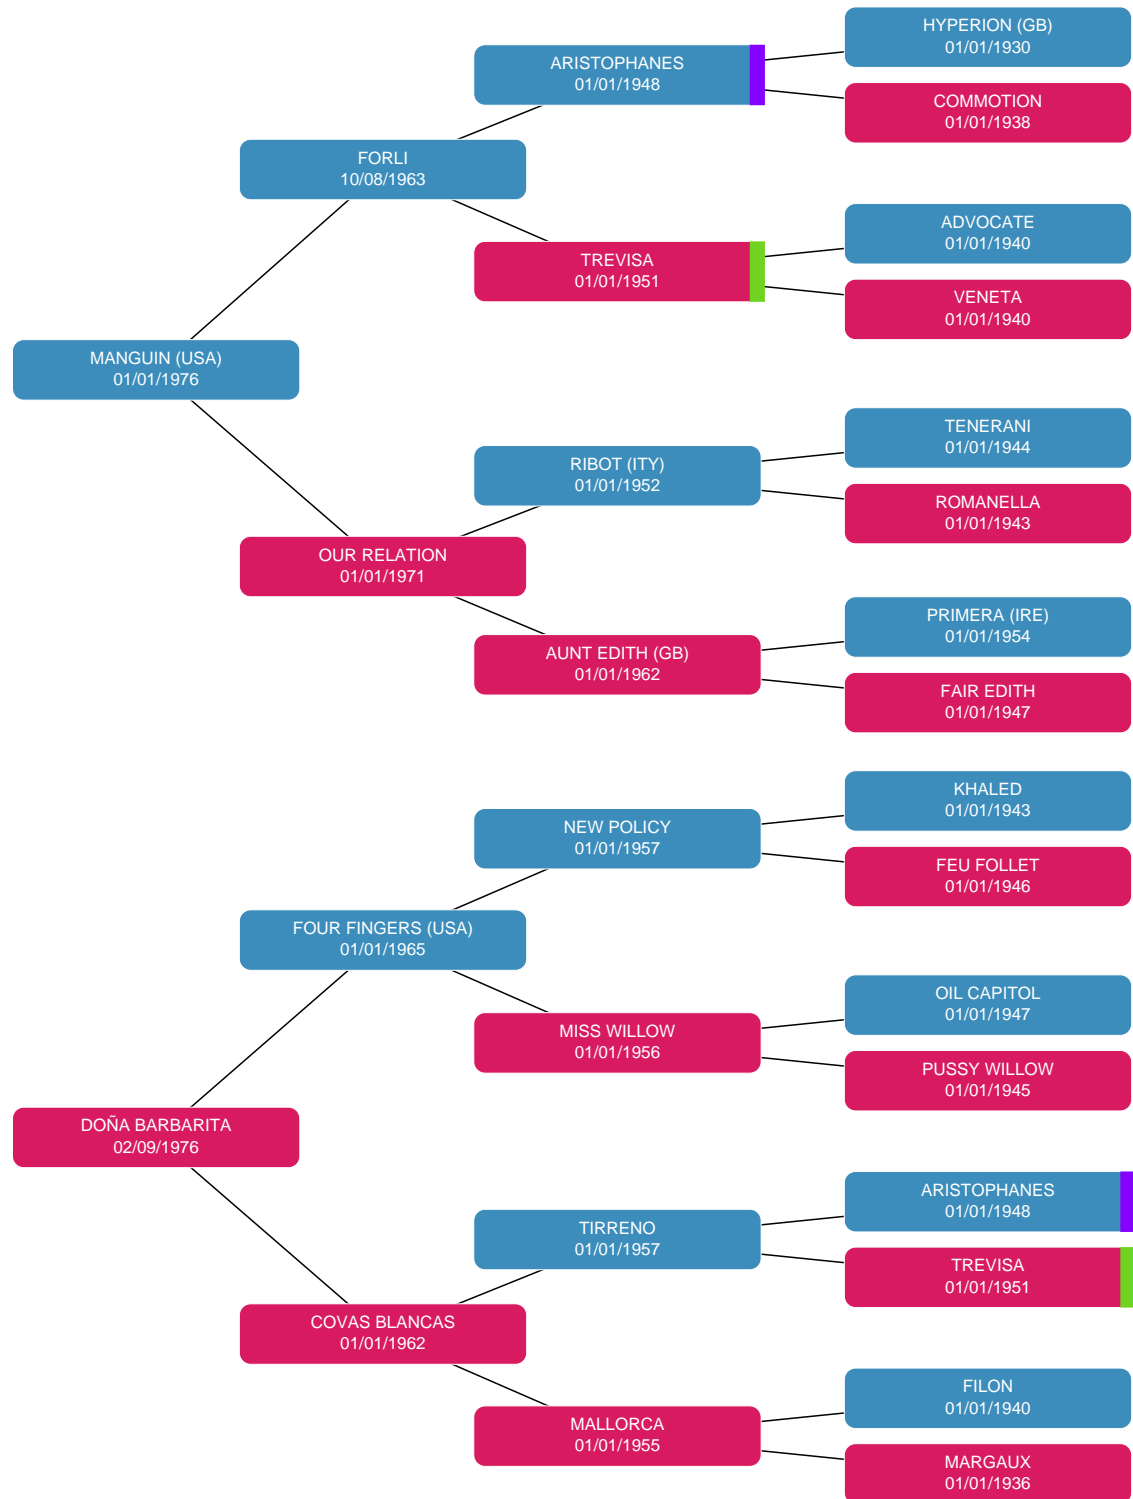 HYPERION (GB)
01/01/1930
ARISTOPHANES
01/01/1948
COMMOTION
01/01/1938
FORLI
10/08/1963
ADVOCATE
01/01/1940
TREVISA
01/01/1951
VENETA
01/01/1940
MANGUIN (USA)
01/01/1976
TENERANI
01/01/1944
RIBOT (ITY)
01/01/1952
ROMANELLA
01/01/1943
OUR RELATION
01/01/1971
PRIMERA (IRE)
01/01/1954
AUNT EDITH (GB)
01/01/1962
FAIR EDITH
01/01/1947
KHALED
01/01/1943
NEW POLICY
01/01/1957
FEU FOLLET
01/01/1946
FOUR FINGERS (USA)
01/01/1965
OIL CAPITOL
01/01/1947
MISS WILLOW
01/01/1956
PUSSY WILLOW
01/01/1945
DOÑA BARBARITA
02/09/1976
ARISTOPHANES
01/01/1948
TIRRENO
01/01/1957
TREVISA
01/01/1951
COVAS BLANCAS
01/01/1962
FILON
01/01/1940
MALLORCA
01/01/1955
MARGAUX
01/01/1936